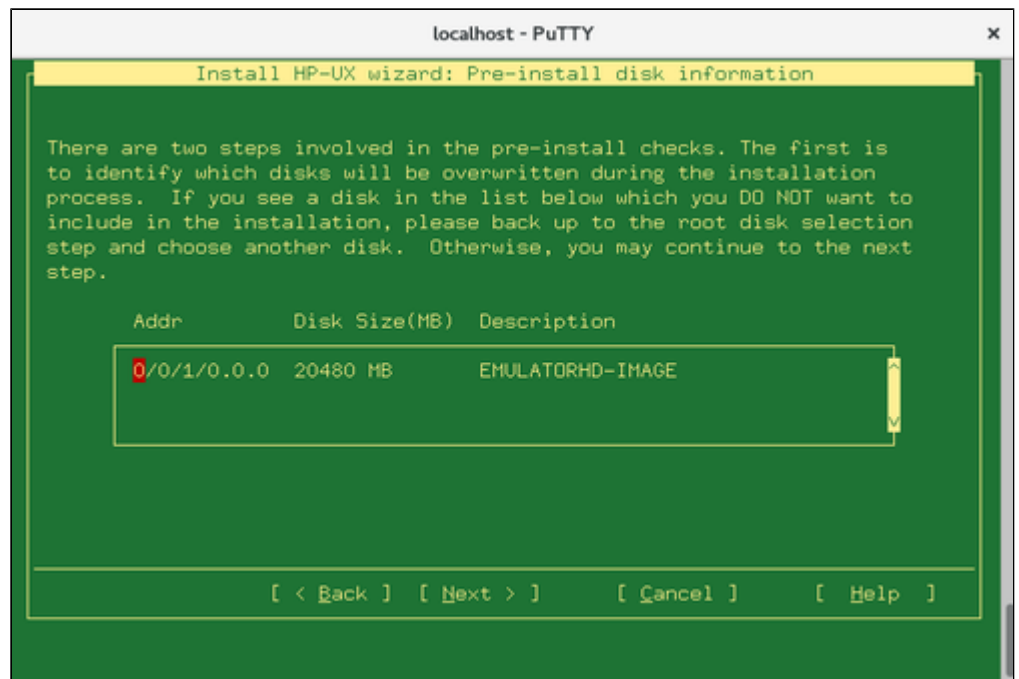 localhost - PuTTY
Install HP-UX wizard: Pre-install disk information
There are two steps involved in the pre-install checks. The first is
to identify which disks will be overwritten during the installation
process.  If you see a disk in the list below which you DO NOT want to
include in the installation, please back up to the root disk selection
step and choose another disk.  Otherwise, you may continue to the next
step.
Addr Disk Size(MB) Description
0/0/1/0.0.0 20480 MB EMULATORHD-IMAGE
[ < Back ] [ Next > ] [ Cancel ] [ Help ]